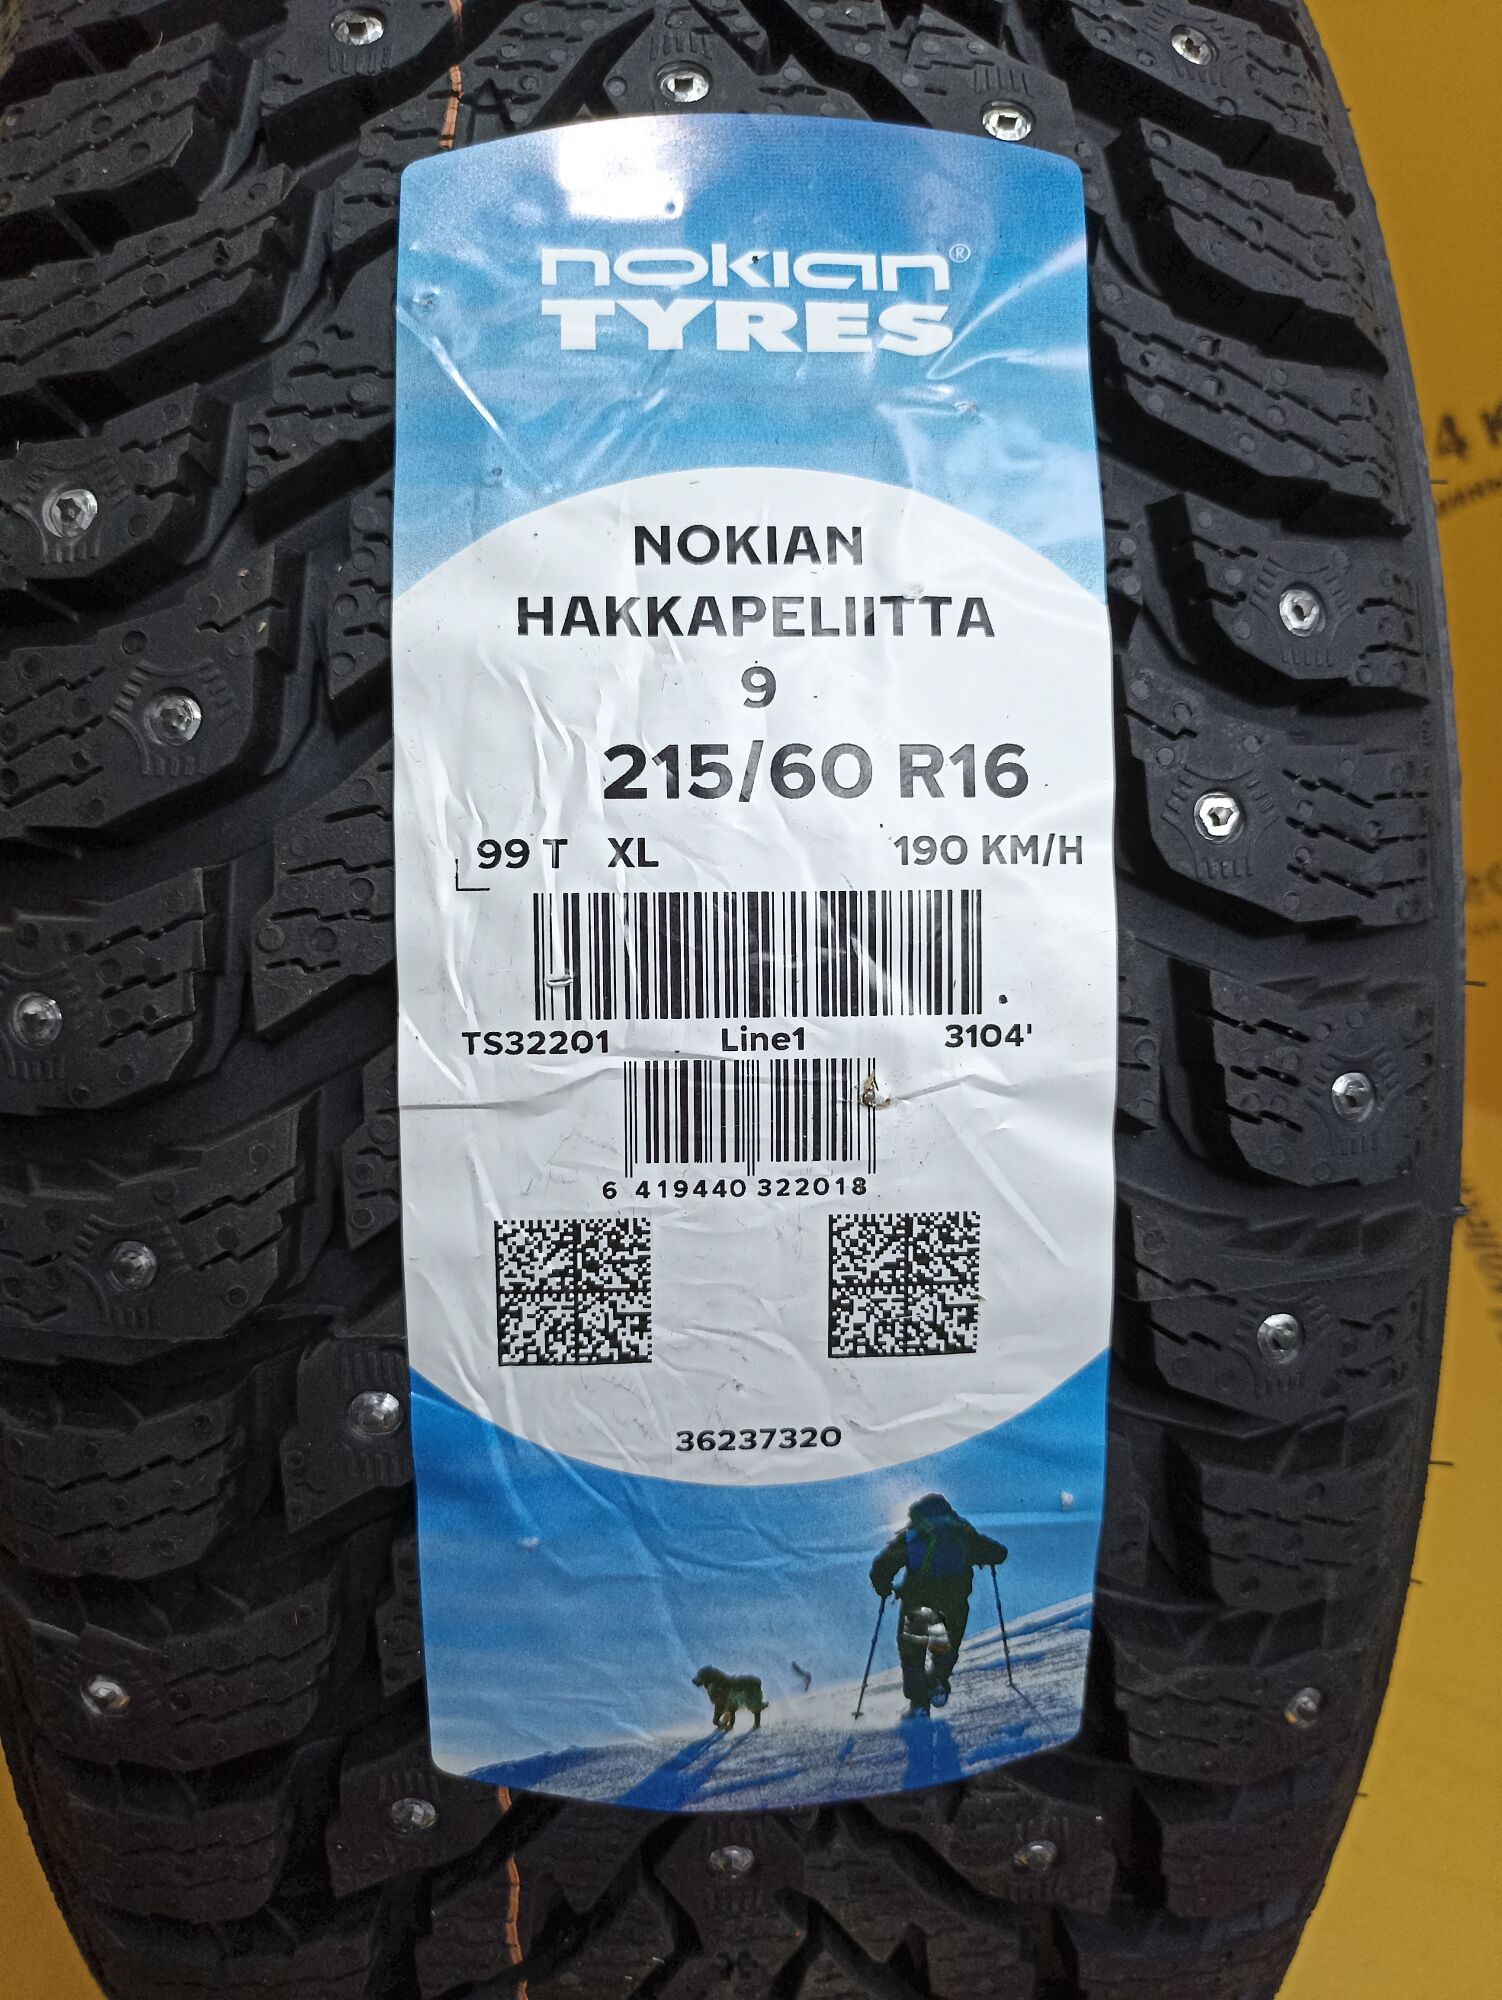 nokian®
TYRES
NOKIAN
HAKKAPELIITTA
9
215/60 R16
99 T XL 190 KM/H
TS32201 Line1 3104'
6 419440 322018
36237320